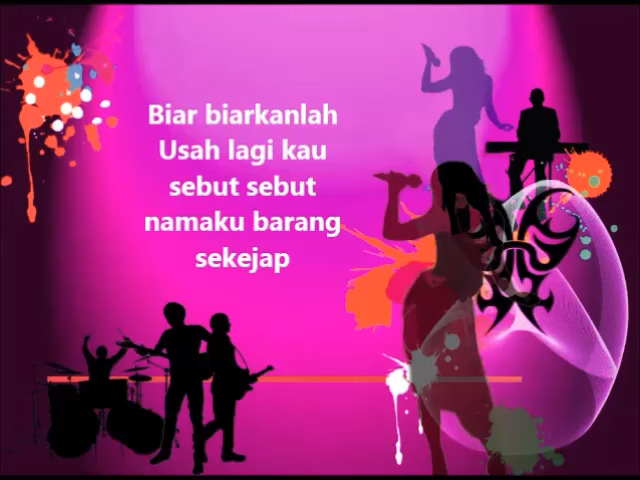 Biar biarkanlah
Usah lagi kau
sebut sebut
namaku barang
sekejap